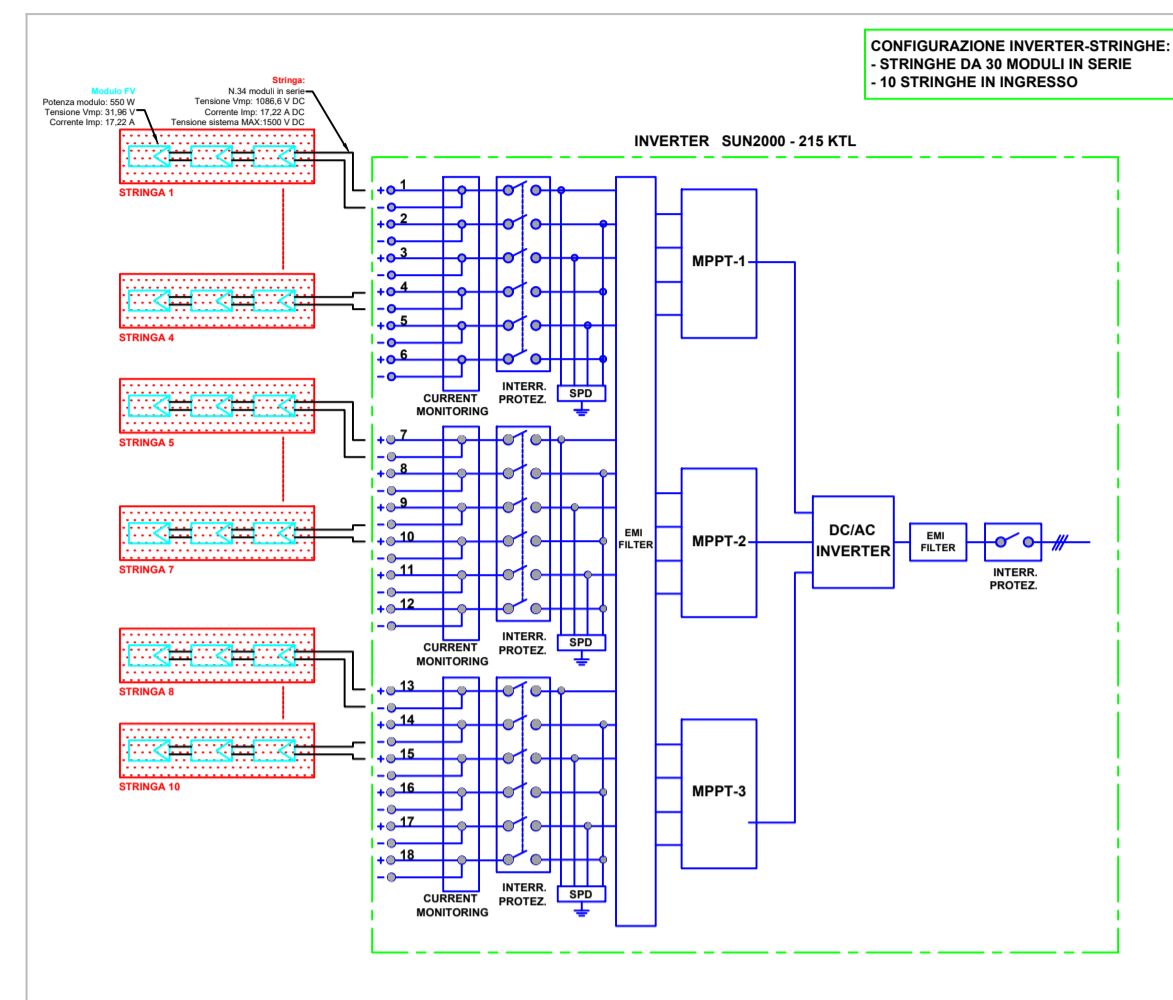 CONFIGURAZIONE INVERTER-STRINGHE:
- STRINGHE DA 30 MODULI IN SERIE
- 10 STRINGHE IN INGRESSO
Modulo FV
Potenza modulo: 550 W
Tensione Vmp: 31,96 V
Corrente Imp: 17,22 A
Stringa:
N.34 moduli in serie
Tensione Vmp: 1086,6 V DC
Corrente Imp: 17,22 A DC
Tensione sistema MAX:1500 V DC
INVERTER SUN2000 - 215 KTL
STRINGA 1
STRINGA 4
STRINGA 5
STRINGA 7
STRINGA 8
STRINGA 10
+ 1
-
+ 2
-
+ 3
-
+ 4
-
+ 5
-
+ 6
-
CURRENT
MONITORING
INTERR.
PROTEZ.
SPD
+ 7
-
+ 8
-
+ 9
-
+ 10
-
+ 11
-
+ 12
-
CURRENT
MONITORING
INTERR.
PROTEZ.
SPD
+ 13
-
+ 14
-
+ 15
-
+ 16
-
+ 17
-
+ 18
-
CURRENT
MONITORING
INTERR.
PROTEZ.
SPD
EMI
FILTER
MPPT-1
MPPT-2
MPPT-3
DC/AC
INVERTER
EMI
FILTER
INTERR.
PROTEZ.